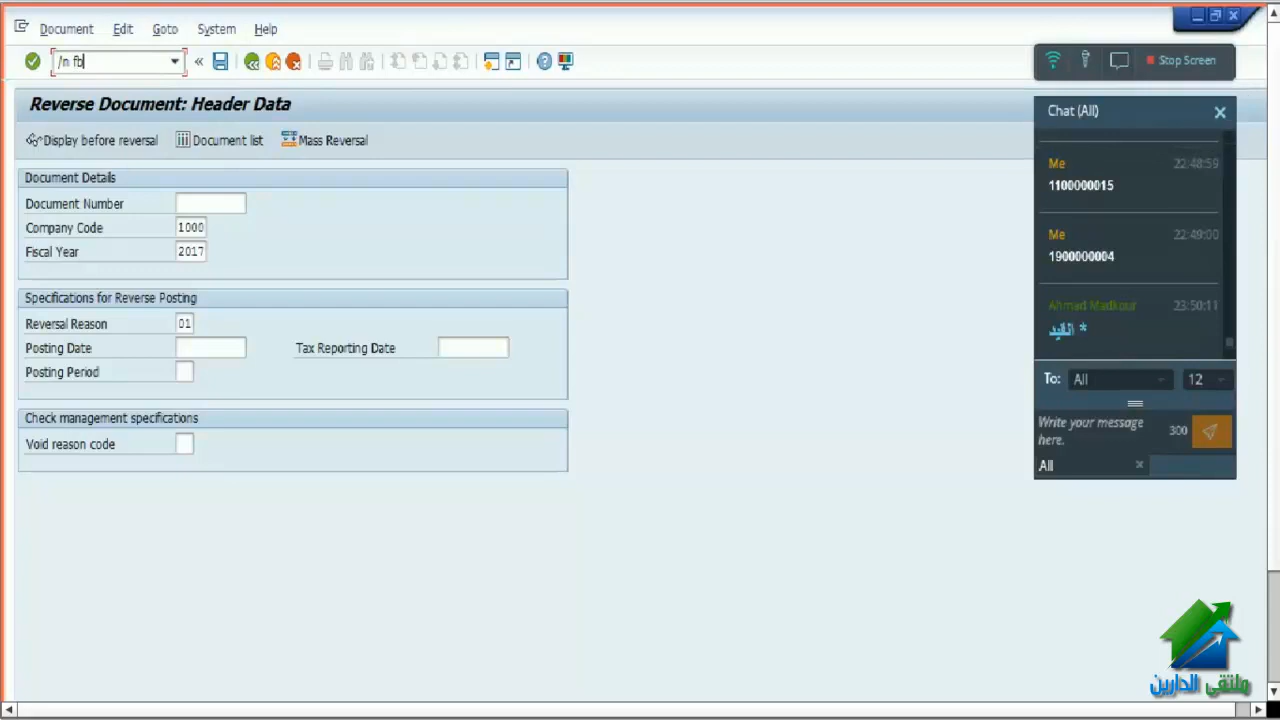 Document Edit Goto System Help
/n fb
Stop Screen
Reverse Document: Header Data
Display before reversal Document list Mass Reversal
Document Details
Document Number
Company Code 1000
Fiscal Year 2017
Specifications for Reverse Posting
Reversal Reason 01
Posting Date Tax Reporting Date
Posting Period
Check management specifications
Void reason code
Chat (All)
Me 22:48:59
1100000015
Me 22:49:00
1900000004
Ahmad Madkour 23:50:11
To: All 12
Write your message here. 300
All
ملتقى الدارين